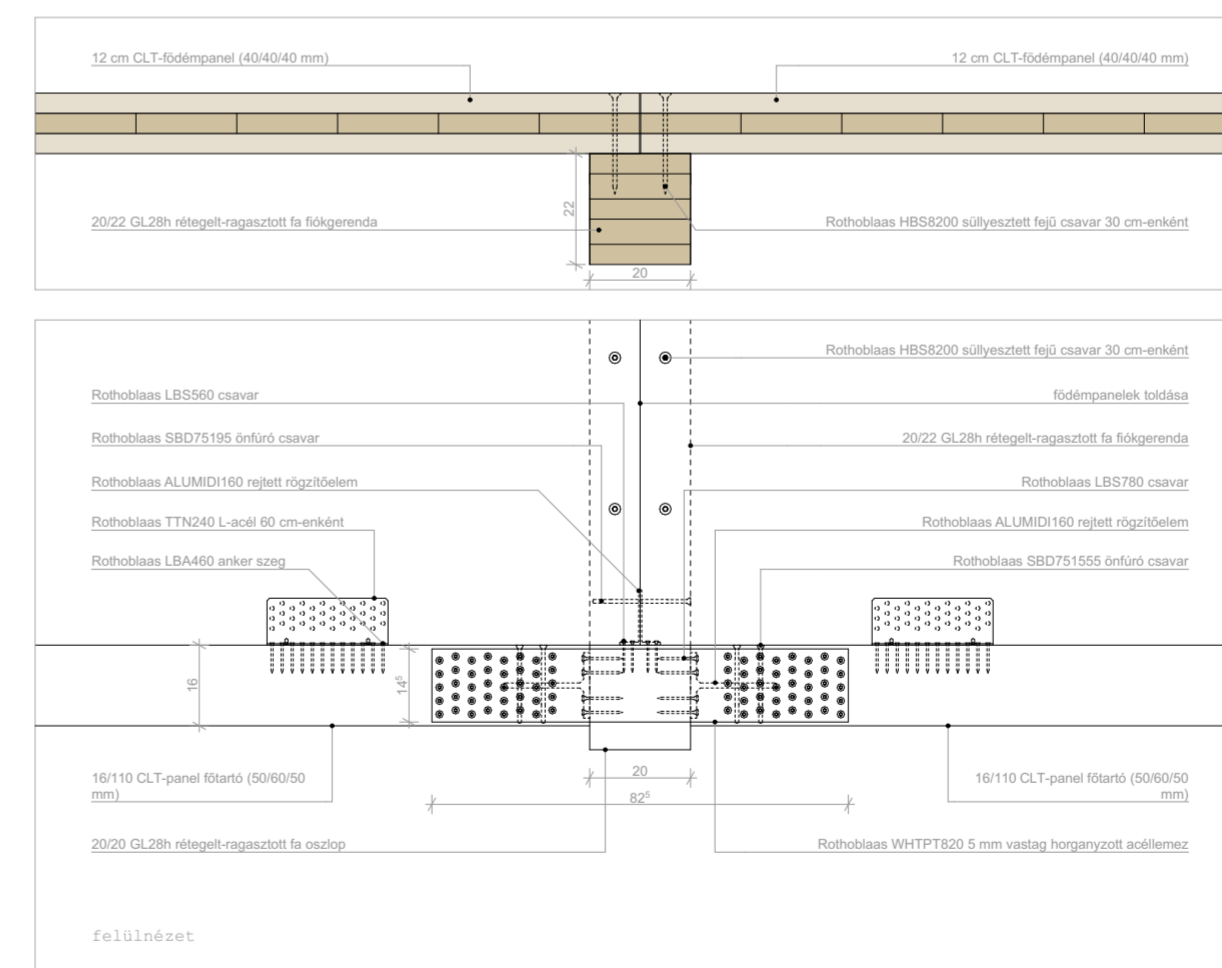 12 cm CLT-födémpanel (40/40/40 mm)
12 cm CLT-födémpanel (40/40/40 mm)
22
20/22 GL28h rétegelt-ragasztott fa fiókgerenda
Rothoblaas HBS8200 süllyesztett fejű csavar 30 cm-enként
20
Rothoblaas HBS8200 süllyesztett fejű csavar 30 cm-enként
Rothoblaas LBS560 csavar
födémpanelek toldása
Rothoblaas SBD75195 önfúró csavar
20/22 GL28h rétegelt-ragasztott fa fiókgerenda
Rothoblaas ALUMIDI160 rejtett rögzítőelem
Rothoblaas LBS780 csavar
Rothoblaas TTN240 L-acél 60 cm-enként
Rothoblaas ALUMIDI160 rejtett rögzítőelem
Rothoblaas LBA460 anker szeg
Rothoblaas SBD751555 önfúró csavar
16
14⁵
20
16/110 CLT-panel főtartó (50/60/50
mm)
16/110 CLT-panel főtartó (50/60/50
mm)
82⁵
20/20 GL28h rétegelt-ragasztott fa oszlop
Rothoblaas WHTPT820 5 mm vastag horganyzott acéllemez
felülnézet